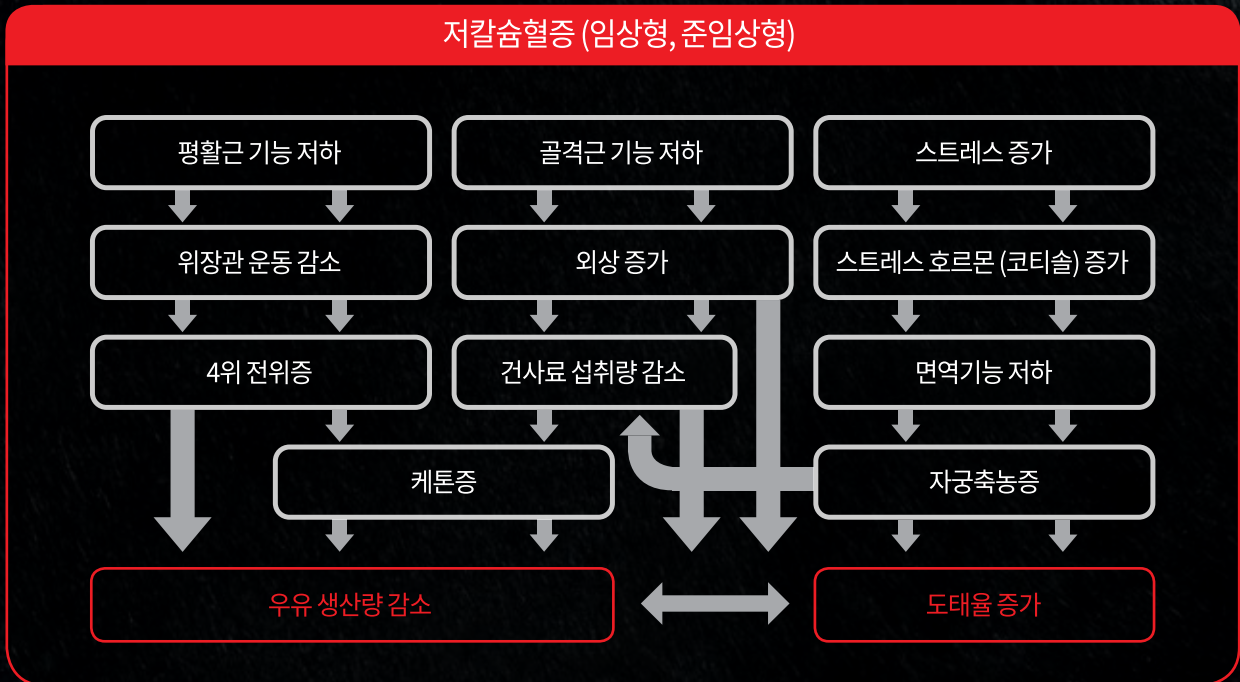 저칼슘혈증 (임상형, 준임상형)
평활근 기능 저하
골격근 기능 저하
스트레스 증가
위장관 운동 감소
외상 증가
스트레스 호르몬 (코티솔) 증가
4위 전위증
건사료 섭취량 감소
면역기능 저하
케톤증
자궁축농증
우유 생산량 감소
도태율 증가